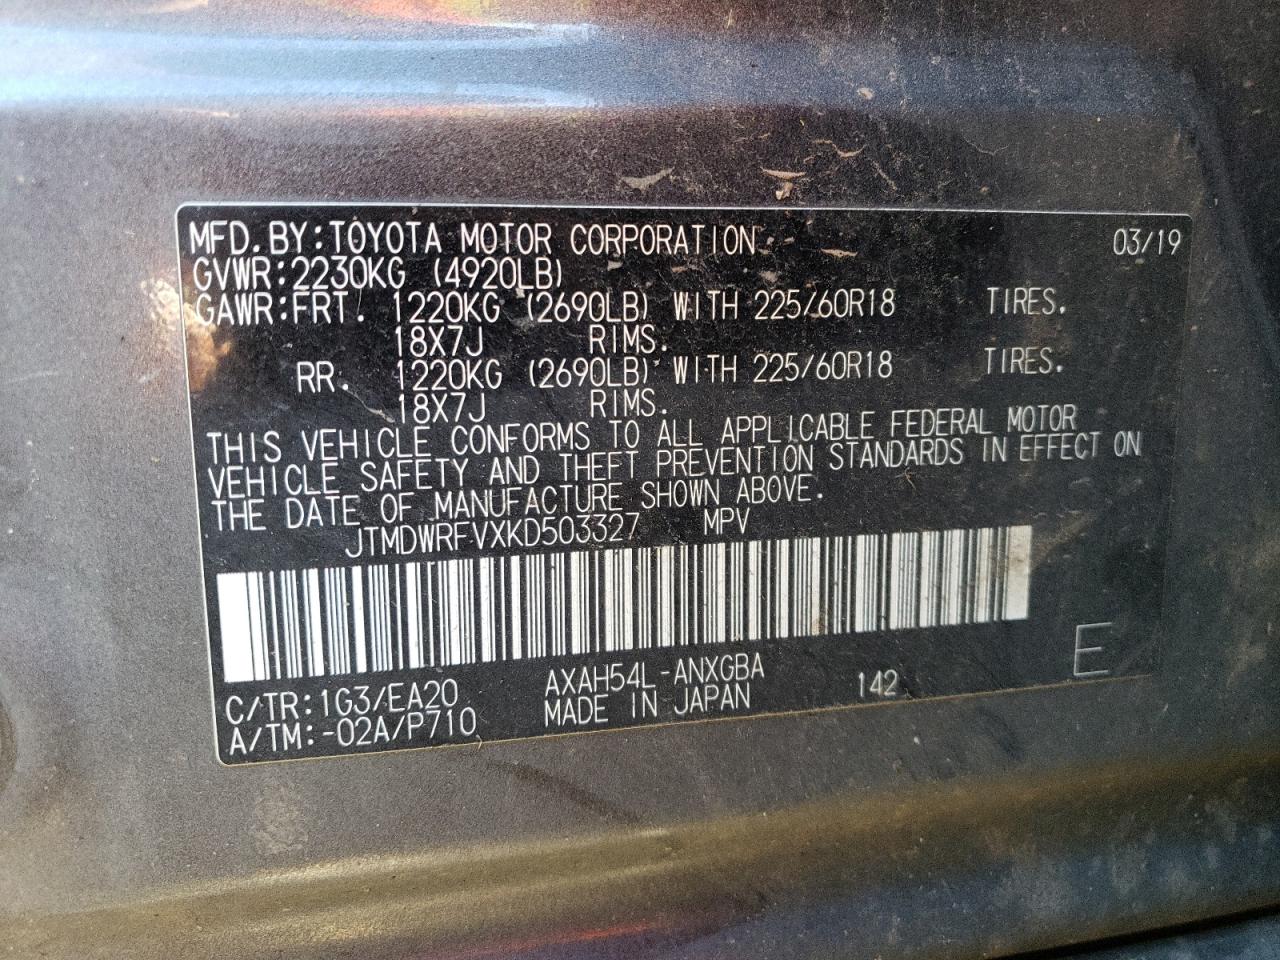 MFD.BY:TOYOTA MOTOR CORPORATION 03/19
GVWR:2230KG (4920LB)
GAWR:FRT. 1220KG (2690LB) WITH 225/60R18 TIRES.
18X7J RIMS.
RR. 1220KG (2690LB) WITH 225/60R18 TIRES.
18X7J RIMS.
THIS VEHICLE CONFORMS TO ALL APPLICABLE FEDERAL MOTOR
VEHICLE SAFETY AND THEFT PREVENTION STANDARDS IN EFFECT ON
THE DATE OF MANUFACTURE SHOWN ABOVE.
JTMDWRFVXKD503327 MPV
E
C/TR:1G3/EA20 AXAH54L-ANXGBA 142
A/TM:-02A/P710 MADE IN JAPAN